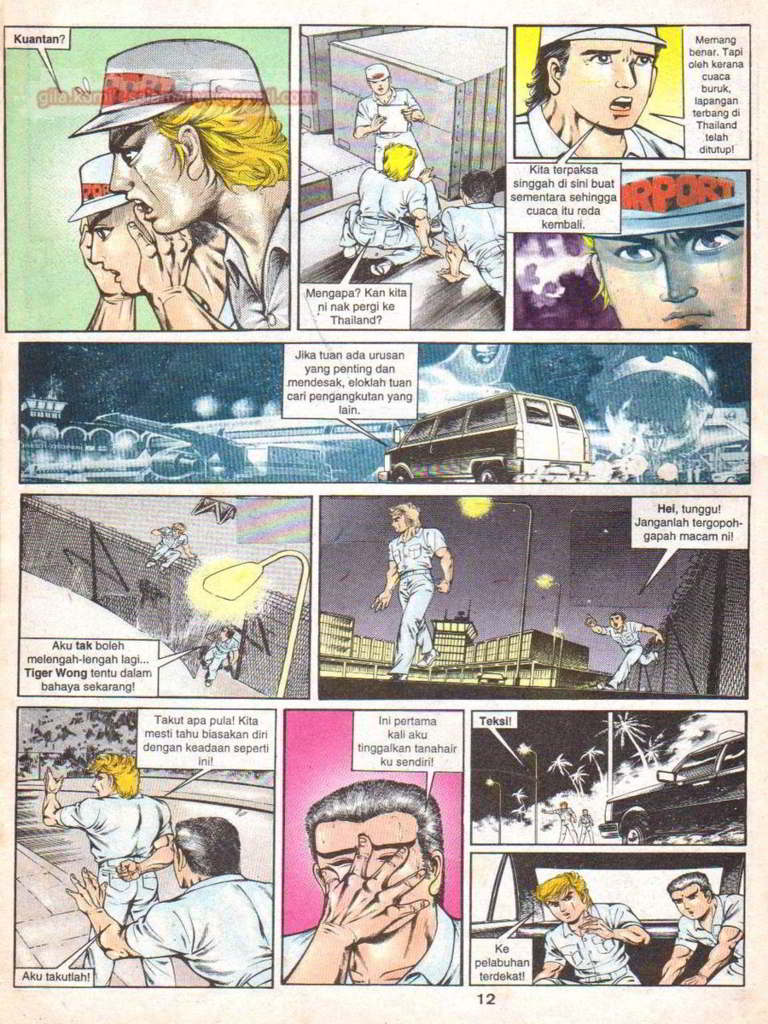 Kuantan?
gila.komik
@gmail.com
PORT
PORT
Mengapa? Kan kita
ni nak pergi ke
Thailand?
Memang
benar. Tapi
oleh kerana
cuaca
buruk,
lapangan
terbang di
Thailand
telah
ditutup!
Kita terpaksa
singgah di sini buat
sementara sehingga
cuaca itu reda
kembali.
AIRPORT
Jika tuan ada urusan
yang penting dan
mendesak, eloklah tuan
cari pengangkutan yang
lain.
Aku tak boleh
melengah-lengah lagi...
Tiger Wong tentu dalam
bahaya sekarang!
Hei, tunggu!
Janganlah tergopoh-
gapah macam ni!
Takut apa pula! Kita
mesti tahu biasakan diri
dengan keadaan seperti
ini!
Aku takutlah!
Ini pertama
kali aku
tinggalkan tanahair
ku sendiri!
Teksi!
Ke
pelabuhan
terdekat!
12